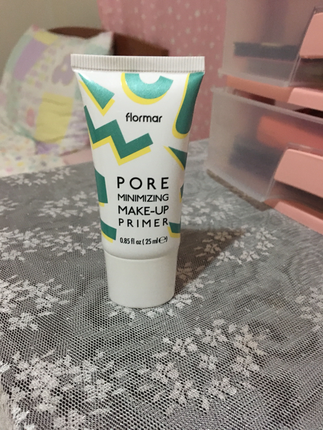 flormar
PORE
MINIMIZING
MAKE-UP
PRIMER
0.85 fl oz ( 25 ml ℮)